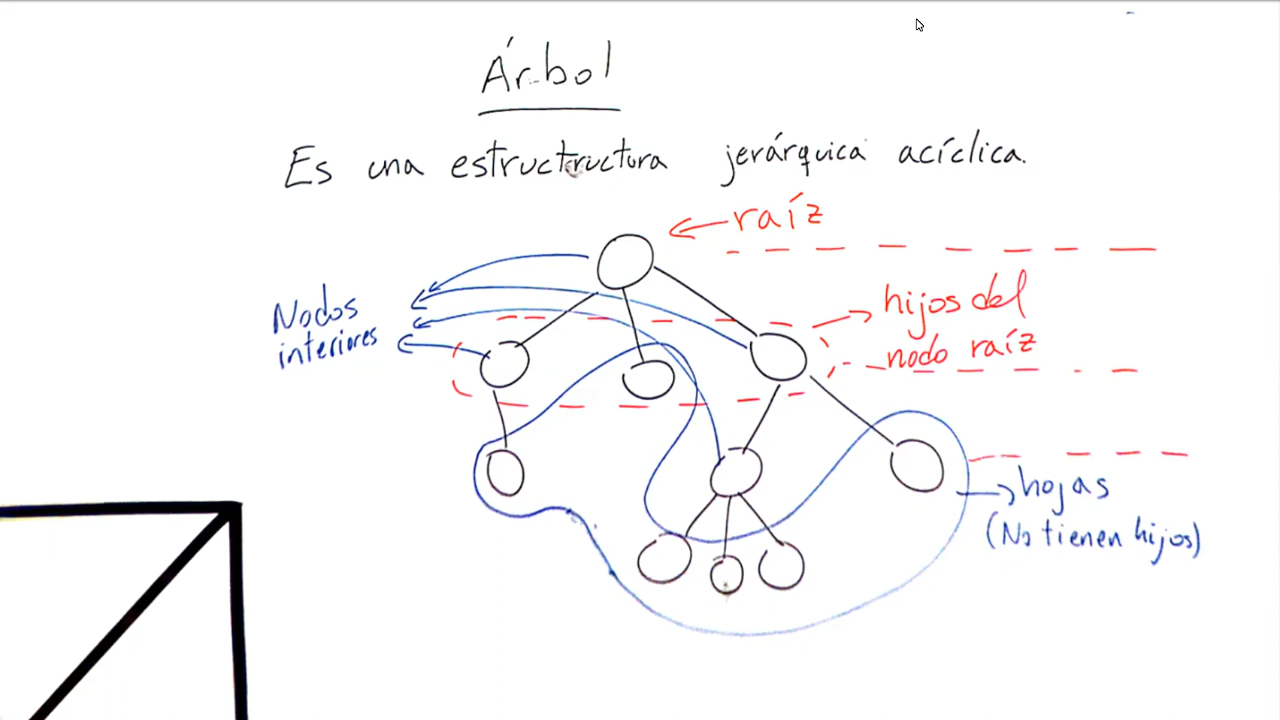 Árbol
Es una estructructura jerárquica acíclica.
raíz
Nodos
interiores
hijos del
nodo raíz
hojas
(No tienen hijos)